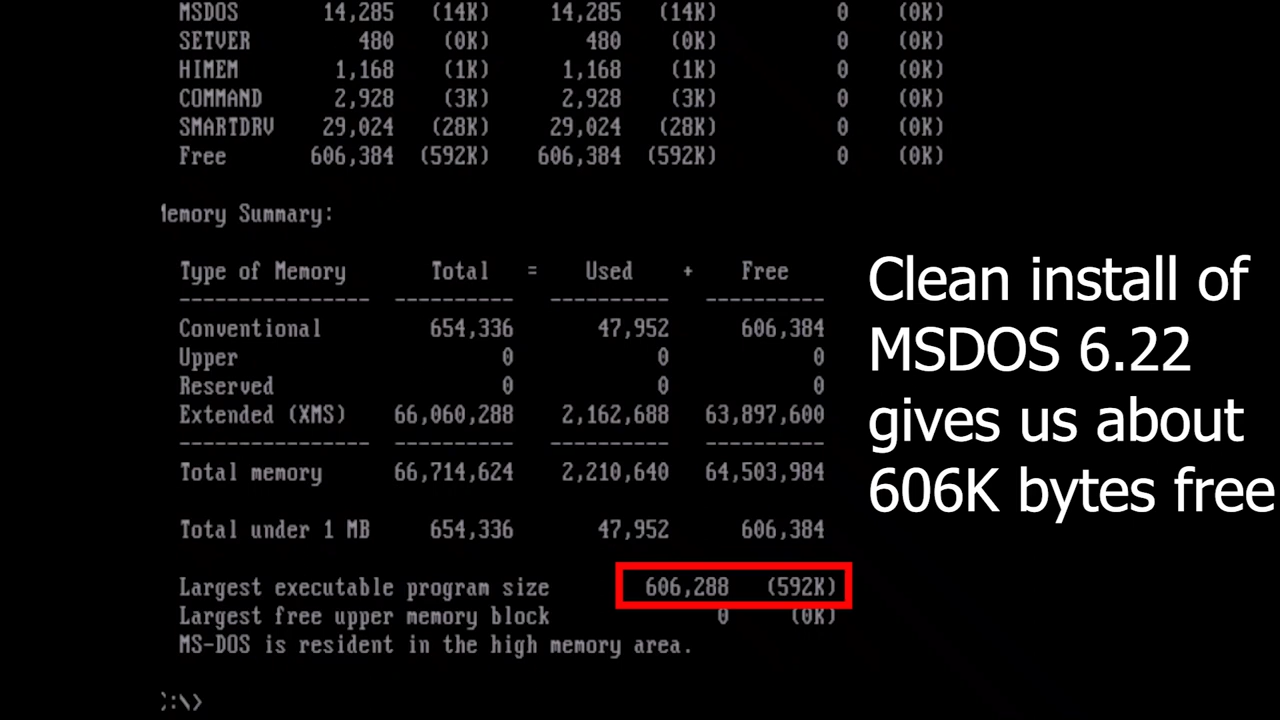 MSDOS 14,285 (14K) 14,285 (14K) 0 (0K)
SETVER 480 (0K) 480 (0K) 0 (0K)
HIMEM 1,168 (1K) 1,168 (1K) 0 (0K)
COMMAND 2,928 (3K) 2,928 (3K) 0 (0K)
SMARTDRV 29,024 (28K) 29,024 (28K) 0 (0K)
Free 606,384 (592K) 606,384 (592K) 0 (0K)
Memory Summary:
Type of Memory Total = Used + Free
---------------- ---------- ---------- ----------
Conventional 654,336 47,952 606,384
Upper 0 0 0
Reserved 0 0 0
Extended (XMS) 66,060,288 2,162,688 63,897,600
---------------- ---------- ---------- ----------
Total memory 66,714,624 2,210,640 64,503,984
Total under 1 MB 654,336 47,952 606,384
Largest executable program size 606,288 (592K)
Largest free upper memory block 0 (0K)
MS-DOS is resident in the high memory area.
C:\>
Clean install of
MSDOS 6.22
gives us about
606K bytes free